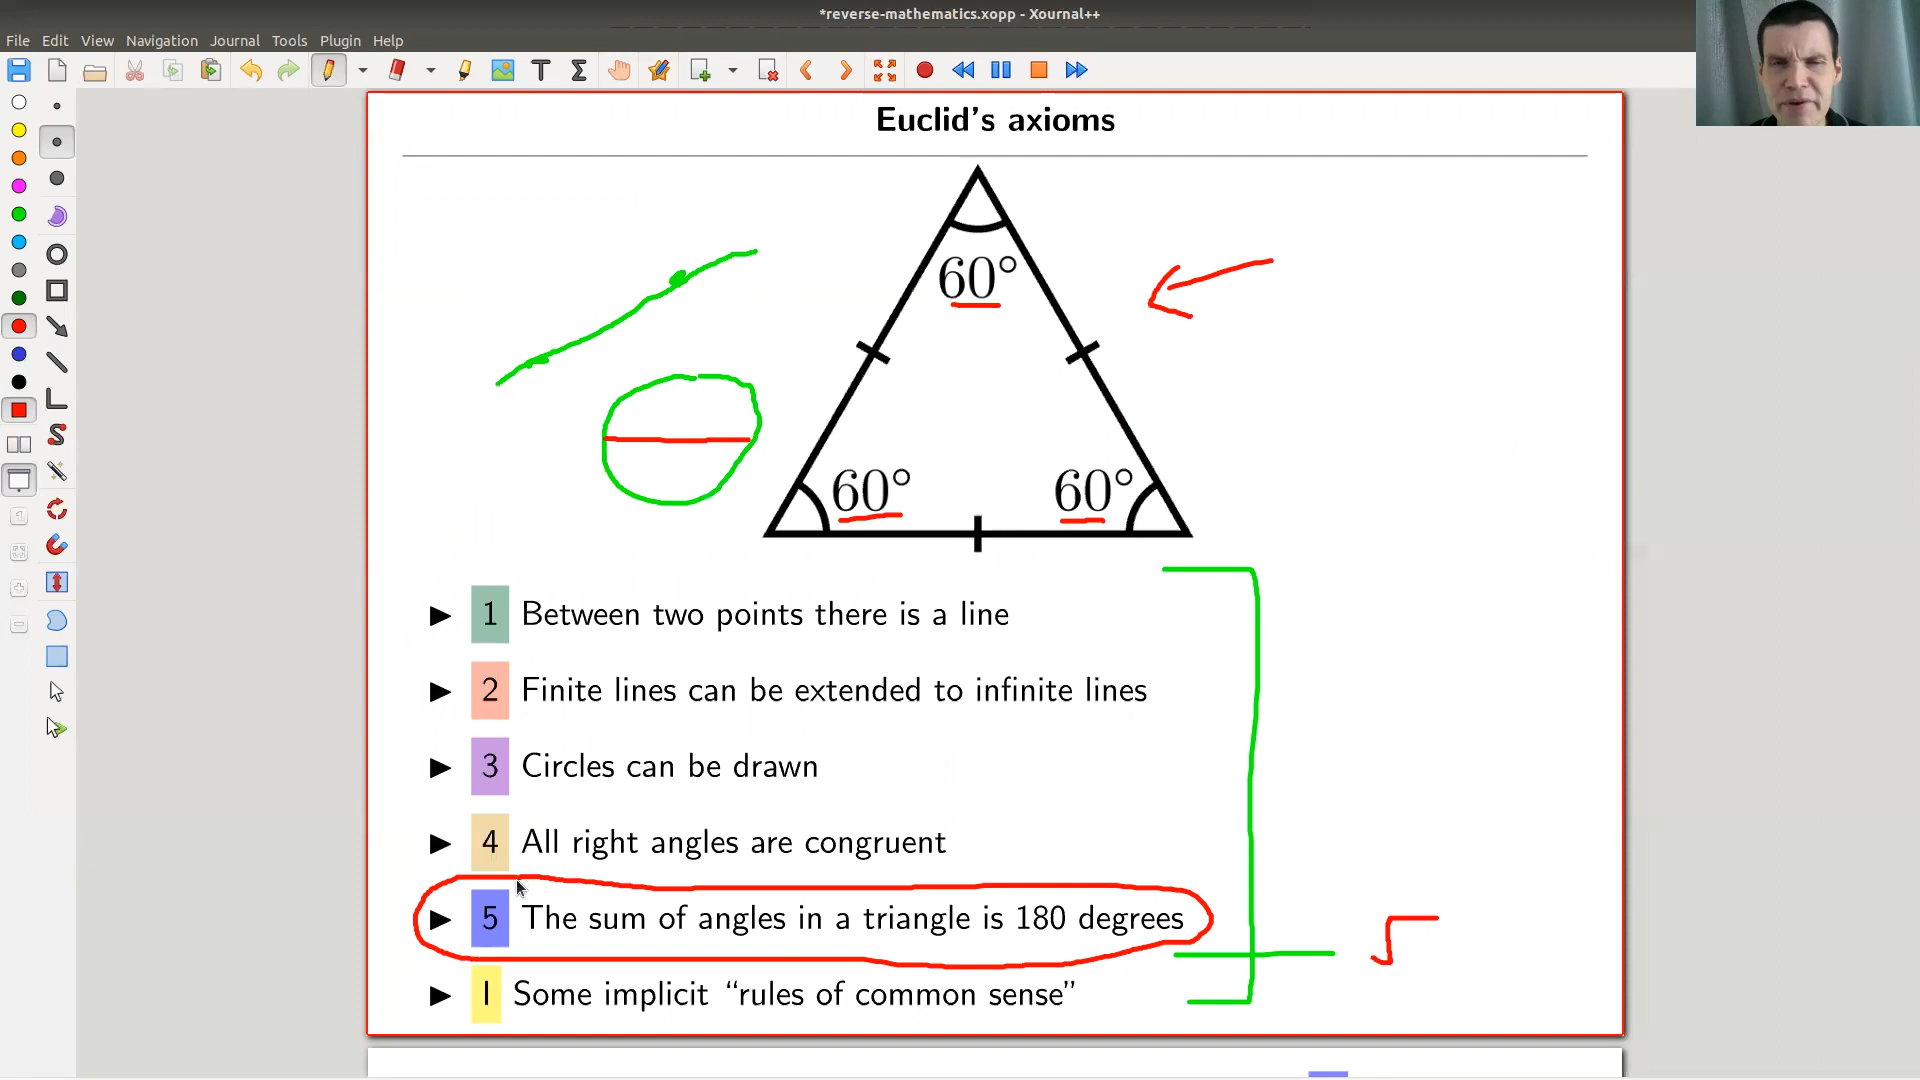 *reverse-mathematics.xopp - Xournal++
File Edit View Navigation Journal Tools Plugin Help
Euclid's axioms
60°
60° 60°
▶ 1 Between two points there is a line
▶ 2 Finite lines can be extended to infinite lines
▶ 3 Circles can be drawn
▶ 4 All right angles are congruent
▶ 5 The sum of angles in a triangle is 180 degrees
▶ I Some implicit “rules of common sense”